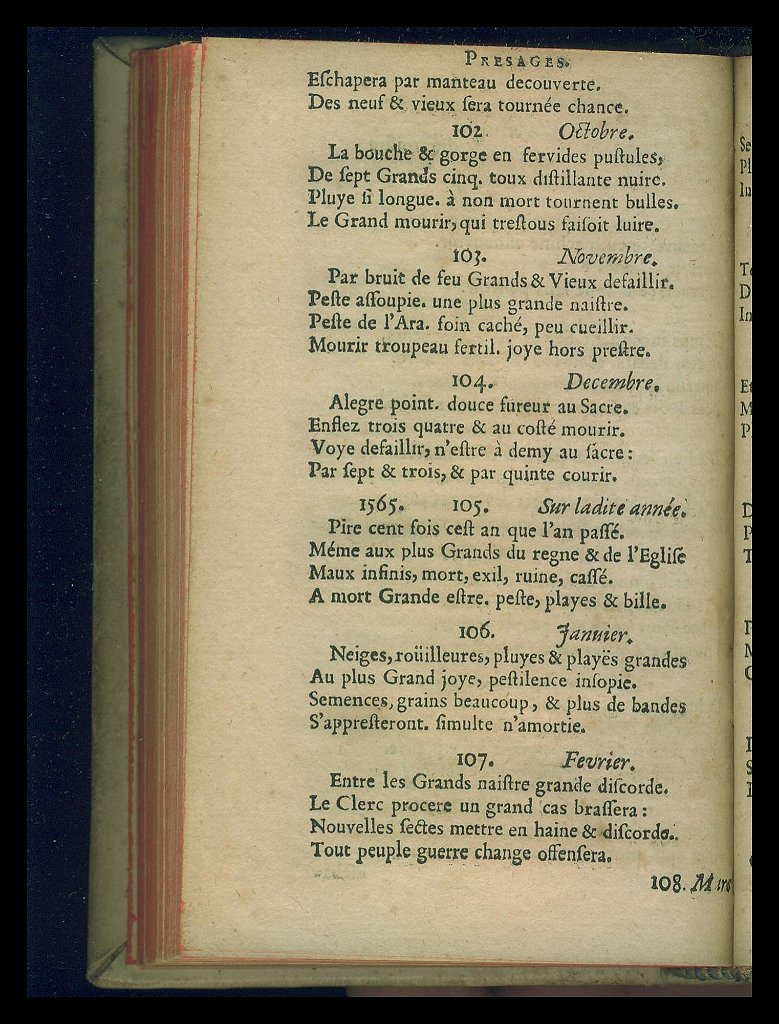 PRESAGES.
Eſchapera par manteau decouverte.
Des neuf & vieux ſera tournée chance.
102. Octobre.
La bouche & gorge en fervides puſtules,
De ſept Grands cinq. toux diſtillante nuire.
Pluye ſi longue. à non mort tournent bulles.
Le Grand mourir, qui treſtous faiſoit luire.
103. Novembre.
Par bruit de feu Grands & Vieux defaillir.
Peſte aſſoupie. une plus grande naiſtre.
Peſte de l'Ara. foin caché, peu cueillir.
Mourir troupeau fertil. joye hors preſtre.
104. Decembre.
Alegre point. douce fureur au Sacre.
Enflez trois quatre & au coſté mourir.
Voye defaillir, n'eſtre à demy au ſacre:
Par ſept & trois, & par quinte courir.
1565. 105. Sur ladite année.
Pire cent fois ceſt an que l'an paſſé.
Méme aux plus Grands du regne & de l'Egliſe
Maux infinis, mort, exil, ruine, caſſé.
A mort Grande eſtre. peſte, playes & bille.
106. Januier.
Neiges, roüilleures, pluyes & playës grandes
Au plus Grand joye, peſtilence inſopie.
Semences, grains beaucoup, & plus de bandes
S'appreſteront. ſimulte n'amortie.
107. Fevrier.
Entre les Grands naiſtre grande diſcorde.
Le Clerc procere un grand cas braſſera:
Nouvelles ſectes mettre en haine & diſcorde.
Tout peuple guerre change offenſera.
108. Mars